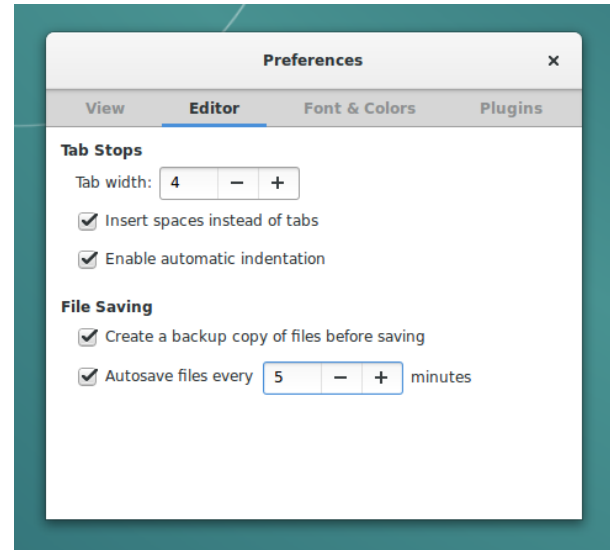 Preferences ×
View Editor Font & Colors Plugins
Tab Stops
Tab width: 4 − +
Insert spaces instead of tabs
Enable automatic indentation
File Saving
Create a backup copy of files before saving
Autosave files every 5 − + minutes